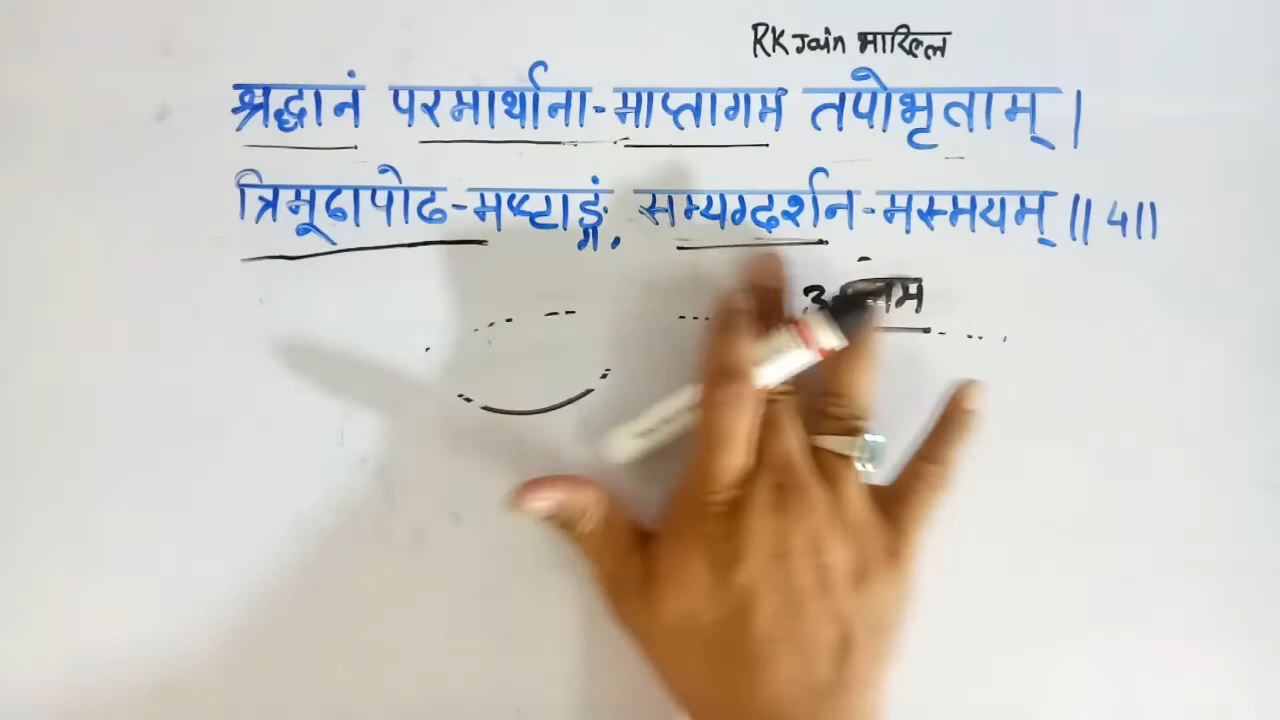 RK Jain भारिल्ल
श्रद्धानं परमार्थाना-माप्तागम तपोभृताम् ।
त्रिमूढापोढ-मष्टाङ्गं सम्यग्दर्शन-मस्मयम् ॥ 4॥